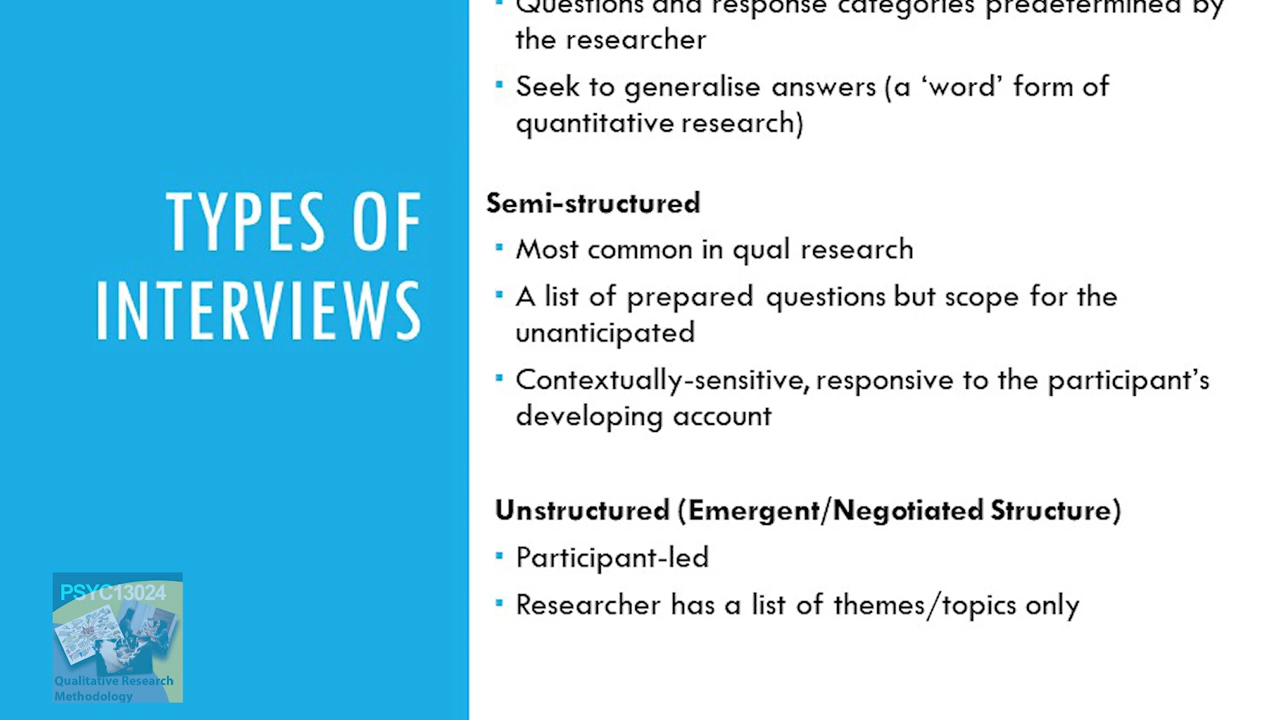 Questions and response categories predetermined by
the researcher
▪ Seek to generalise answers (a ‘word’ form of
quantitative research)
TYPES OF
INTERVIEWS
Semi-structured
▪ Most common in qual research
▪ A list of prepared questions but scope for the
unanticipated
▪ Contextually-sensitive, responsive to the participant’s
developing account
Unstructured (Emergent/Negotiated Structure)
▪ Participant-led
▪ Researcher has a list of themes/topics only
PSYC13024
Qualitative Research
Methodology